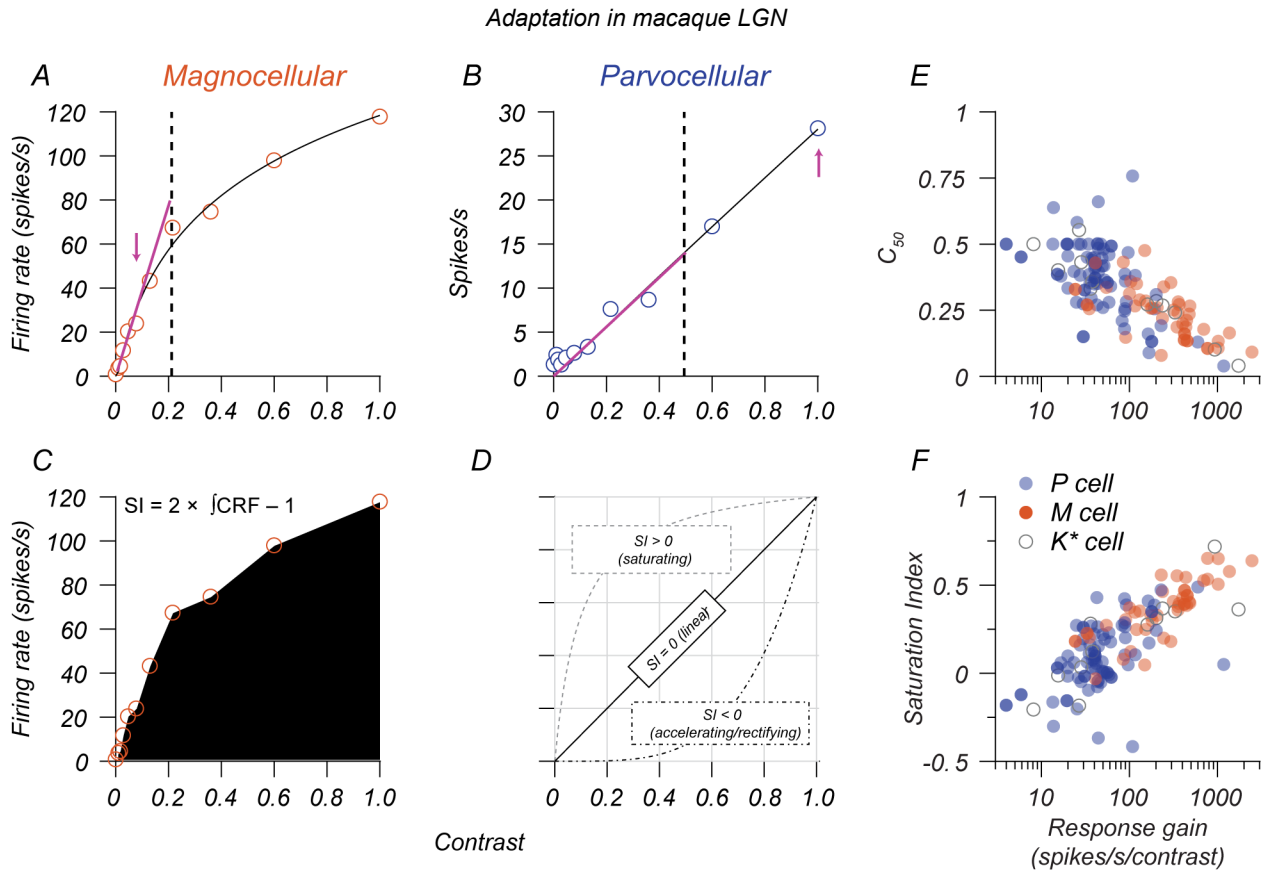 Adaptation in macaque LGN
A
Magnocellular
Firing rate (spikes/s)
120
100
80
60
40
20
0
0 0.2 0.4 0.6 0.8 1.0
B
Parvocellular
Spikes/s
30
25
20
15
10
5
0
0 0.2 0.4 0.6 0.8 1.0
E
C50
1
0.75
0.5
0.25
0
10 100 1000
C
SI = 2 × ∫CRF – 1
Firing rate (spikes/s)
120
100
80
60
40
20
0
0 0.2 0.4 0.6 0.8 1.0
D
SI > 0
(saturating)
SI = 0 (linear)
SI < 0
(accelerating/rectifying)
0 0.2 0.4 0.6 0.8 1.0
Contrast
F
P cell
M cell
K* cell
Saturation Index
1
0.5
0
-0.5
10 100 1000
Response gain
(spikes/s/contrast)